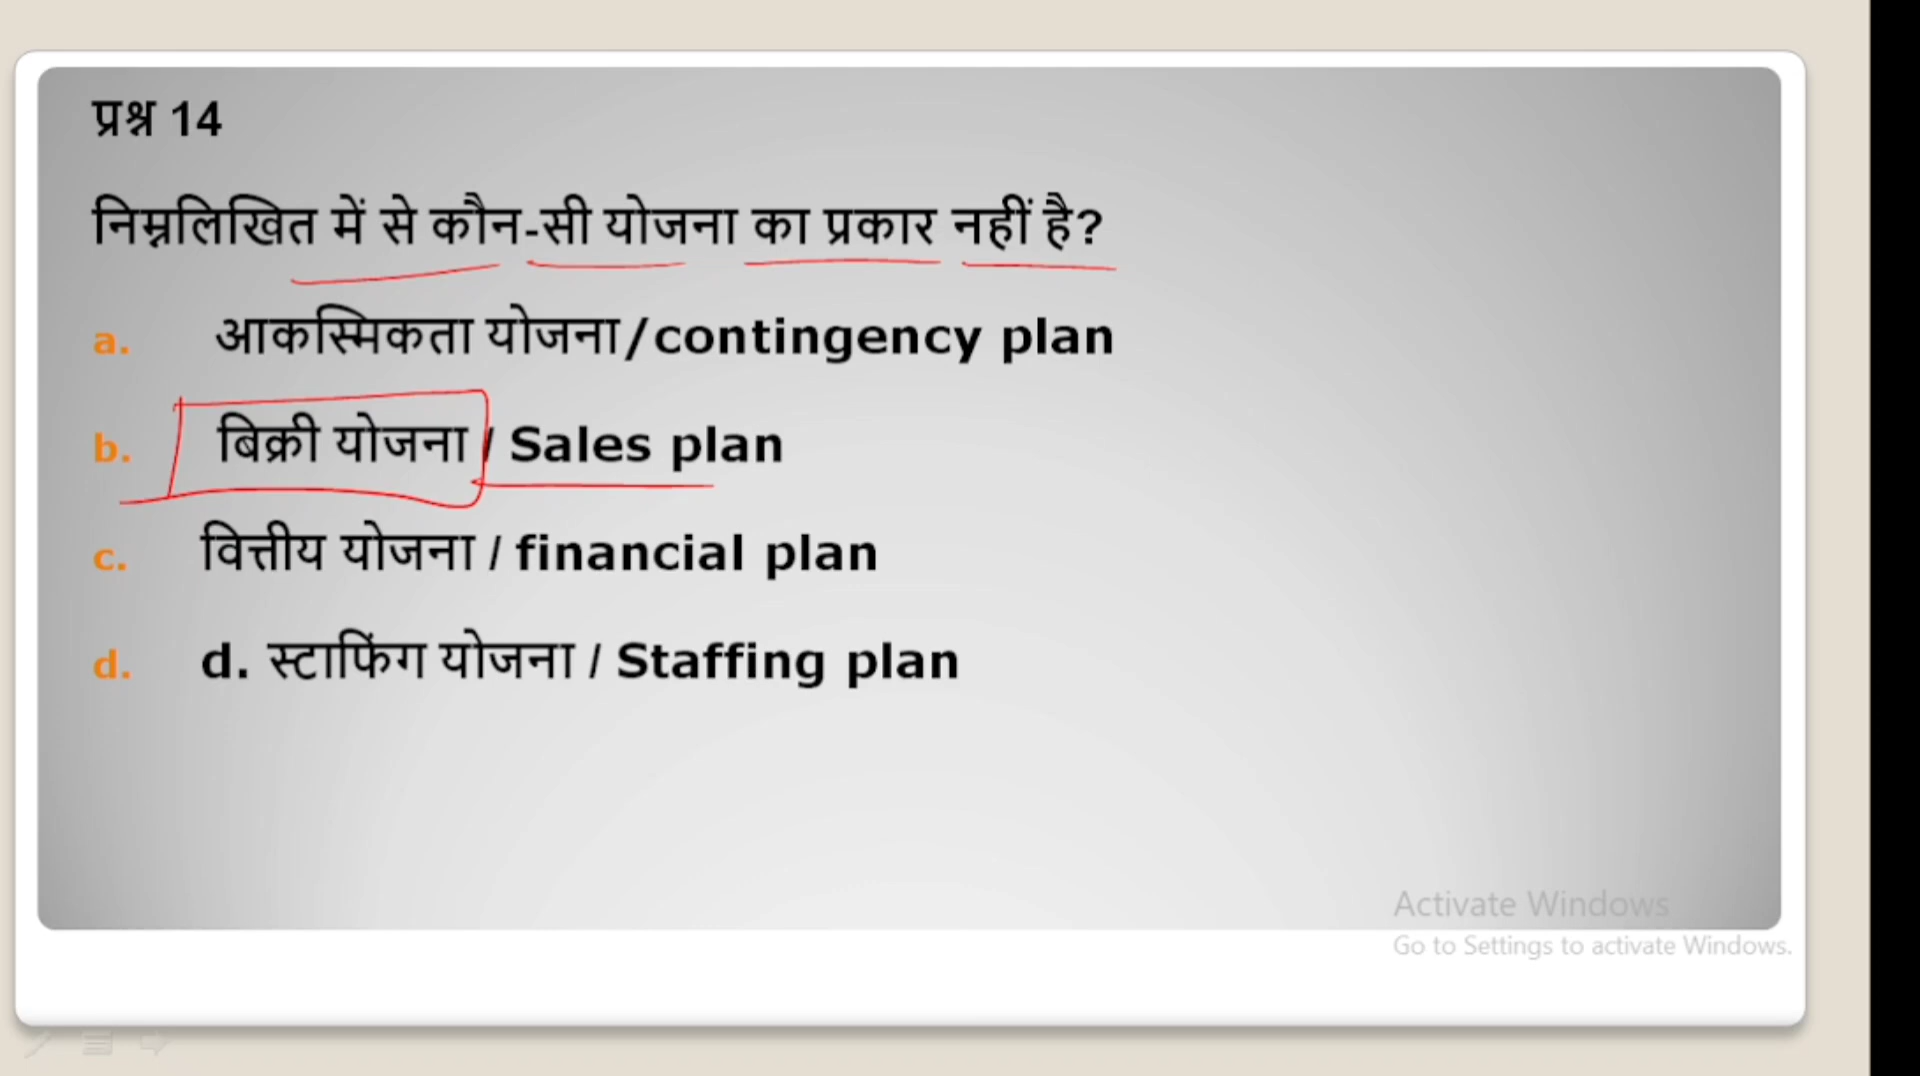 प्रश्न 14
निम्नलिखित में से कौन-सी योजना का प्रकार नहीं है?
a. आकस्मिकता योजना/contingency plan
b. बिक्री योजना / Sales plan
c. वित्तीय योजना / financial plan
d. d. स्टाफिंग योजना / Staffing plan
Activate Windows
Go to Settings to activate Windows.